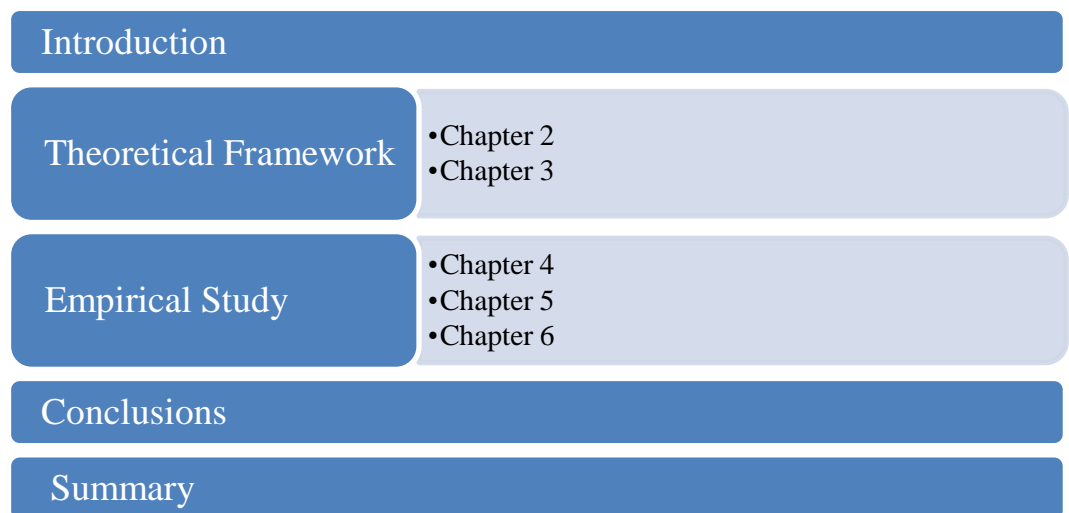 Introduction
Theoretical Framework
•Chapter 2
•Chapter 3
Empirical Study
•Chapter 4
•Chapter 5
•Chapter 6
Conclusions
Summary